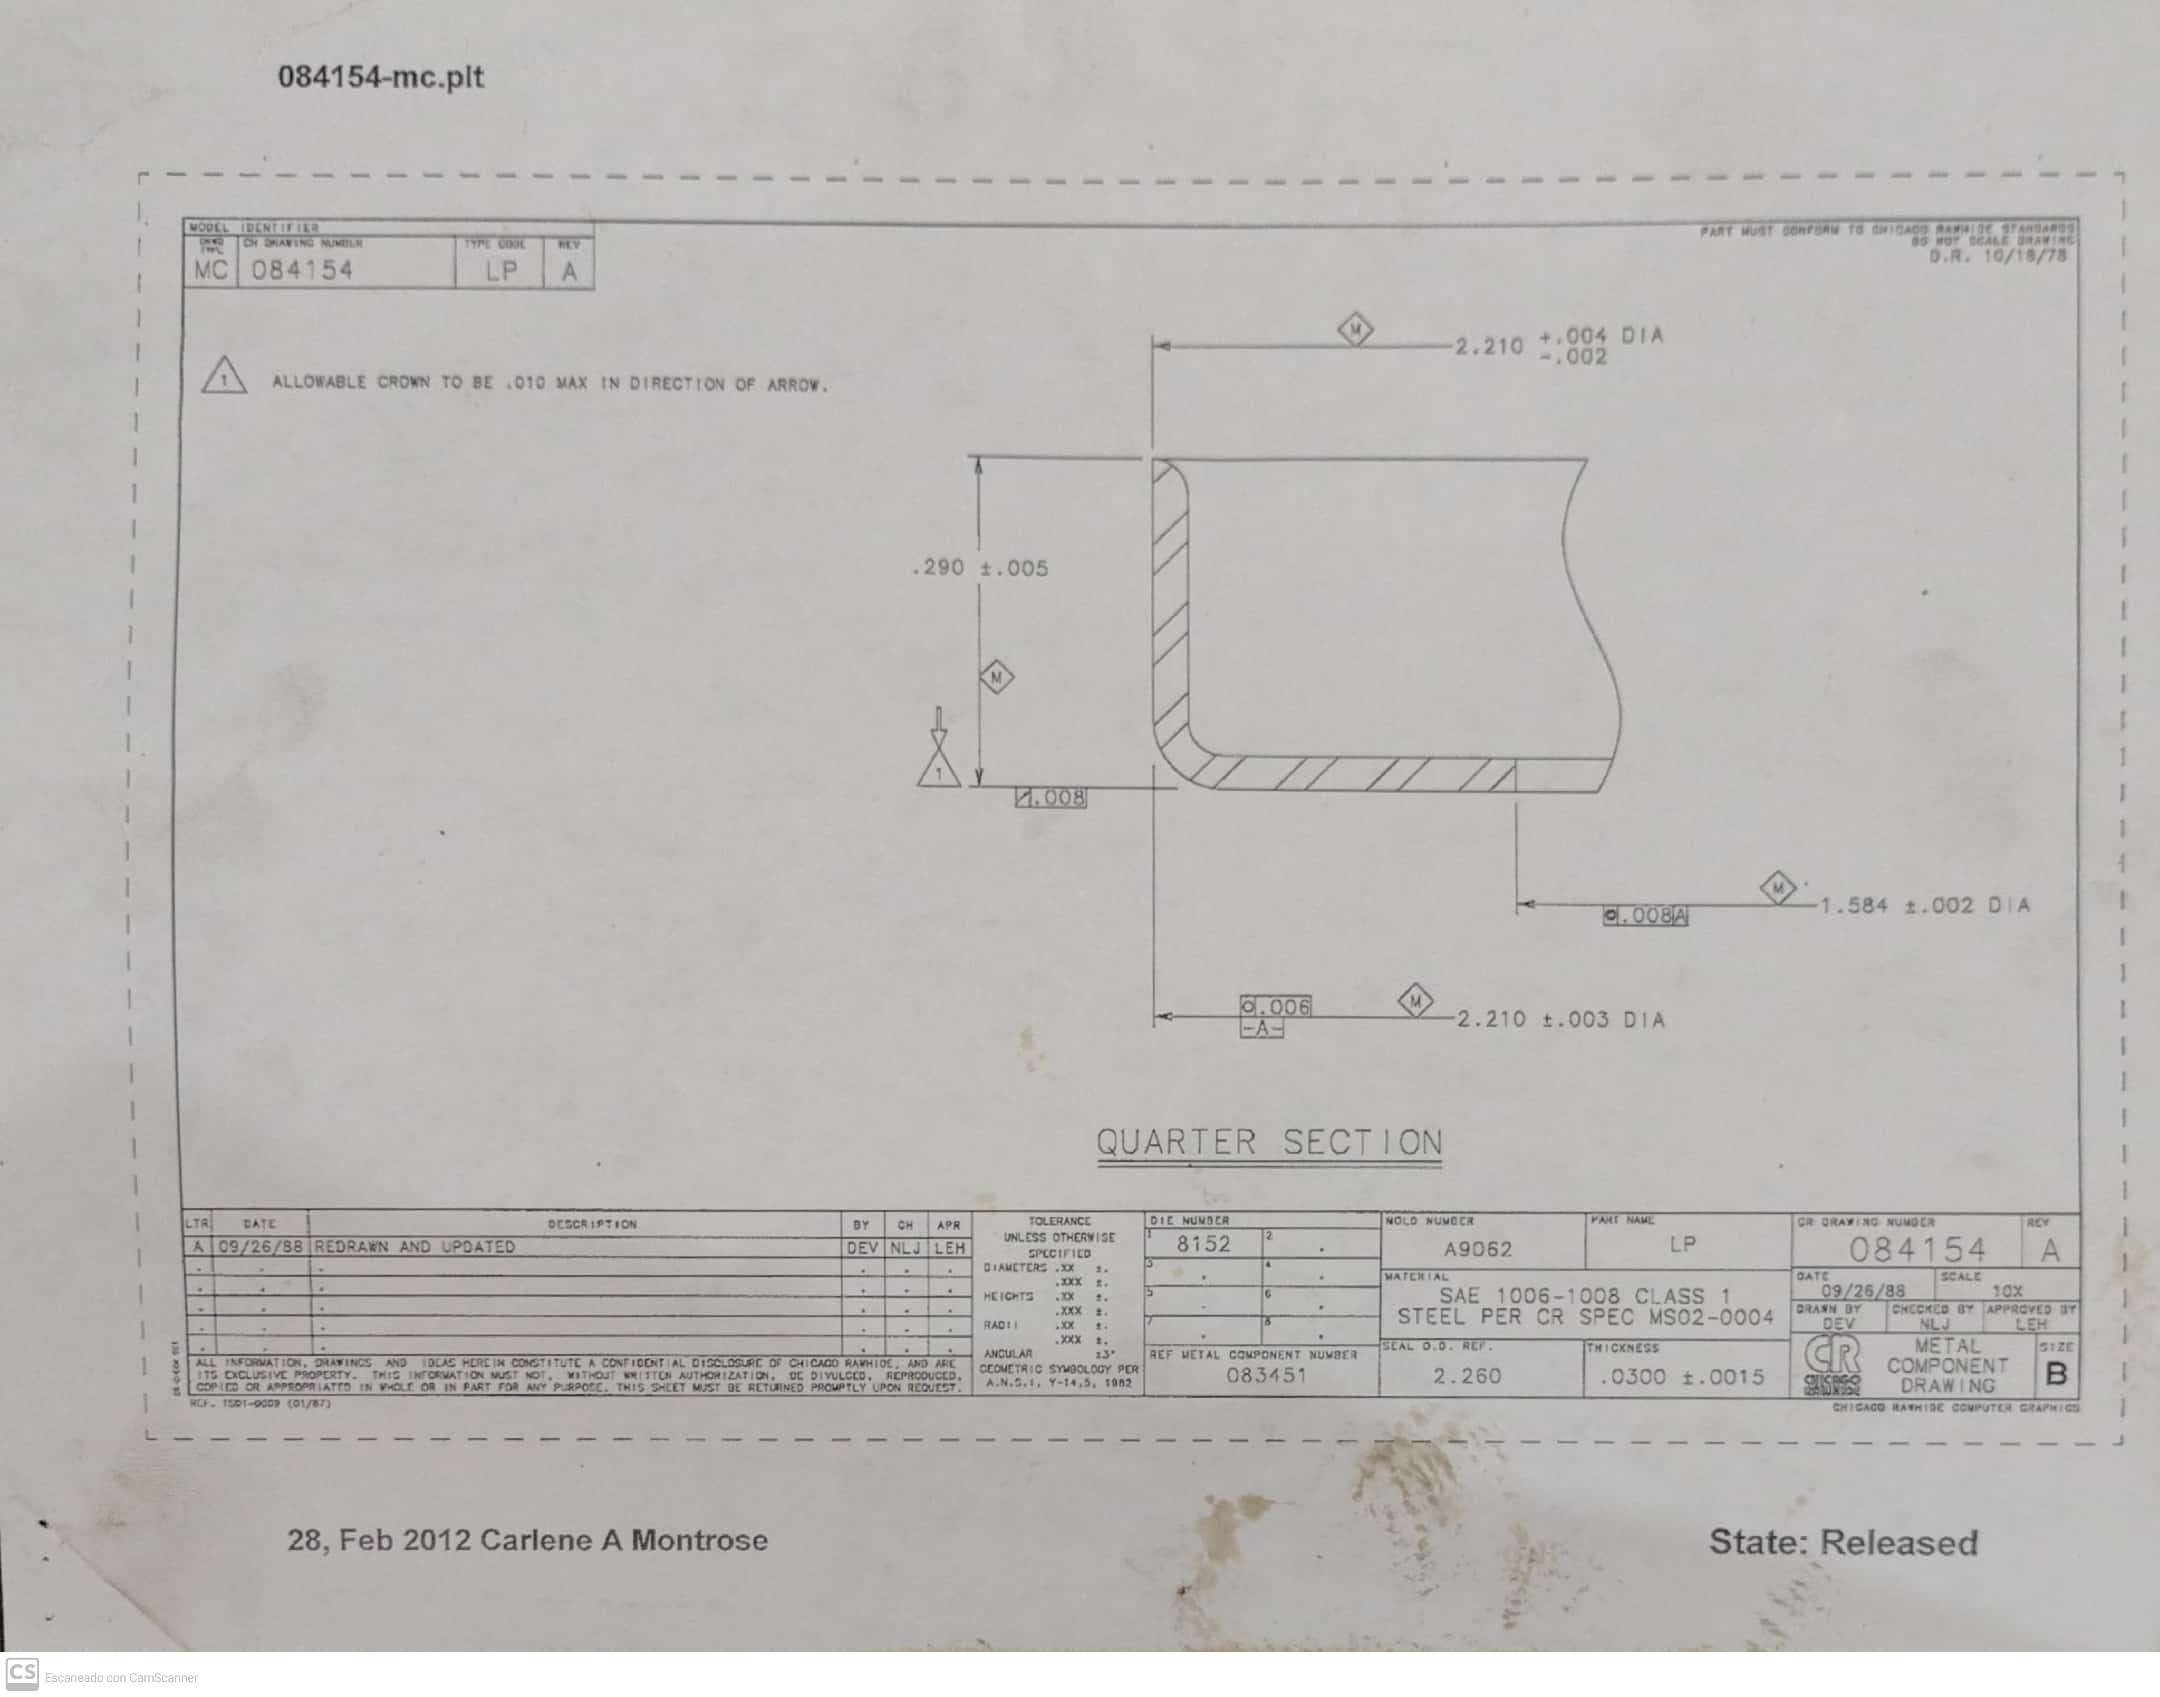 084154-mc.plt
MODEL IDENTIFIER
CR DRAWING NUMBER
TYPE CODE
REV
MC
084154
LP
A
PART MUST CONFORM TO CHICAGO RAWHIDE STANDARDS
DO NOT SCALE DRAWING
D.R. 10/18/78
1 ALLOWABLE CROWN TO BE .010 MAX IN DIRECTION OF ARROW.
M
2.210 +.004 DIA
-.002
.290 ±.005
M
1
.008
M
1.584 ±.002 DIA
.008 A
.006
-A-
M
2.210 ±.003 DIA
QUARTER SECTION
LTR DATE DESCRIPTION BY CH APR
A 09/26/88 REDRAWN AND UPDATED DEV NLJ LEH
TOLERANCE
UNLESS OTHERWISE
SPECIFIED
DIAMETERS .XX ±.
.XXX ±.
HEIGHTS .XX ±.
.XXX ±.
RADII .XX ±.
.XXX ±.
ANGULAR ±3°
GEOMETRIC SYMBOLOGY PER
A.N.S.I. Y-14.5, 1982
DIE NUMBER
1 8152 2
3 4
5 6
7 8
REF METAL COMPONENT NUMBER
083451
MOLD NUMBER
A9062
PART NAME
LP
MATERIAL
SAE 1006-1008 CLASS 1
STEEL PER CR SPEC MS02-0004
SEAL O.D. REF.
2.260
THICKNESS
.0300 ±.0015
CR DRAWING NUMBER
084154
REV
A
DATE
09/26/88
SCALE
10X
DRAWN BY
DEV
CHECKED BY
NLJ
APPROVED BY
LEH
CR
CHICAGO
RAWHIDE
METAL
COMPONENT
DRAWING
SIZE
B
ALL INFORMATION, DRAWINGS AND IDEAS HEREIN CONSTITUTE A CONFIDENTIAL DISCLOSURE OF CHICAGO RAWHIDE, AND ARE
ITS EXCLUSIVE PROPERTY. THIS INFORMATION MUST NOT, WITHOUT WRITTEN AUTHORIZATION, BE DIVULGED, REPRODUCED,
COPIED OR APPROPRIATED IN WHOLE OR IN PART FOR ANY PURPOSE. THIS SHEET MUST BE RETURNED PROMPTLY UPON REQUEST.
REF. TSD1-0009 (01/87)
CHICAGO RAWHIDE COMPUTER GRAPHICS
28, Feb 2012 Carlene A Montrose
State: Released
CS Escaneado con CamScanner